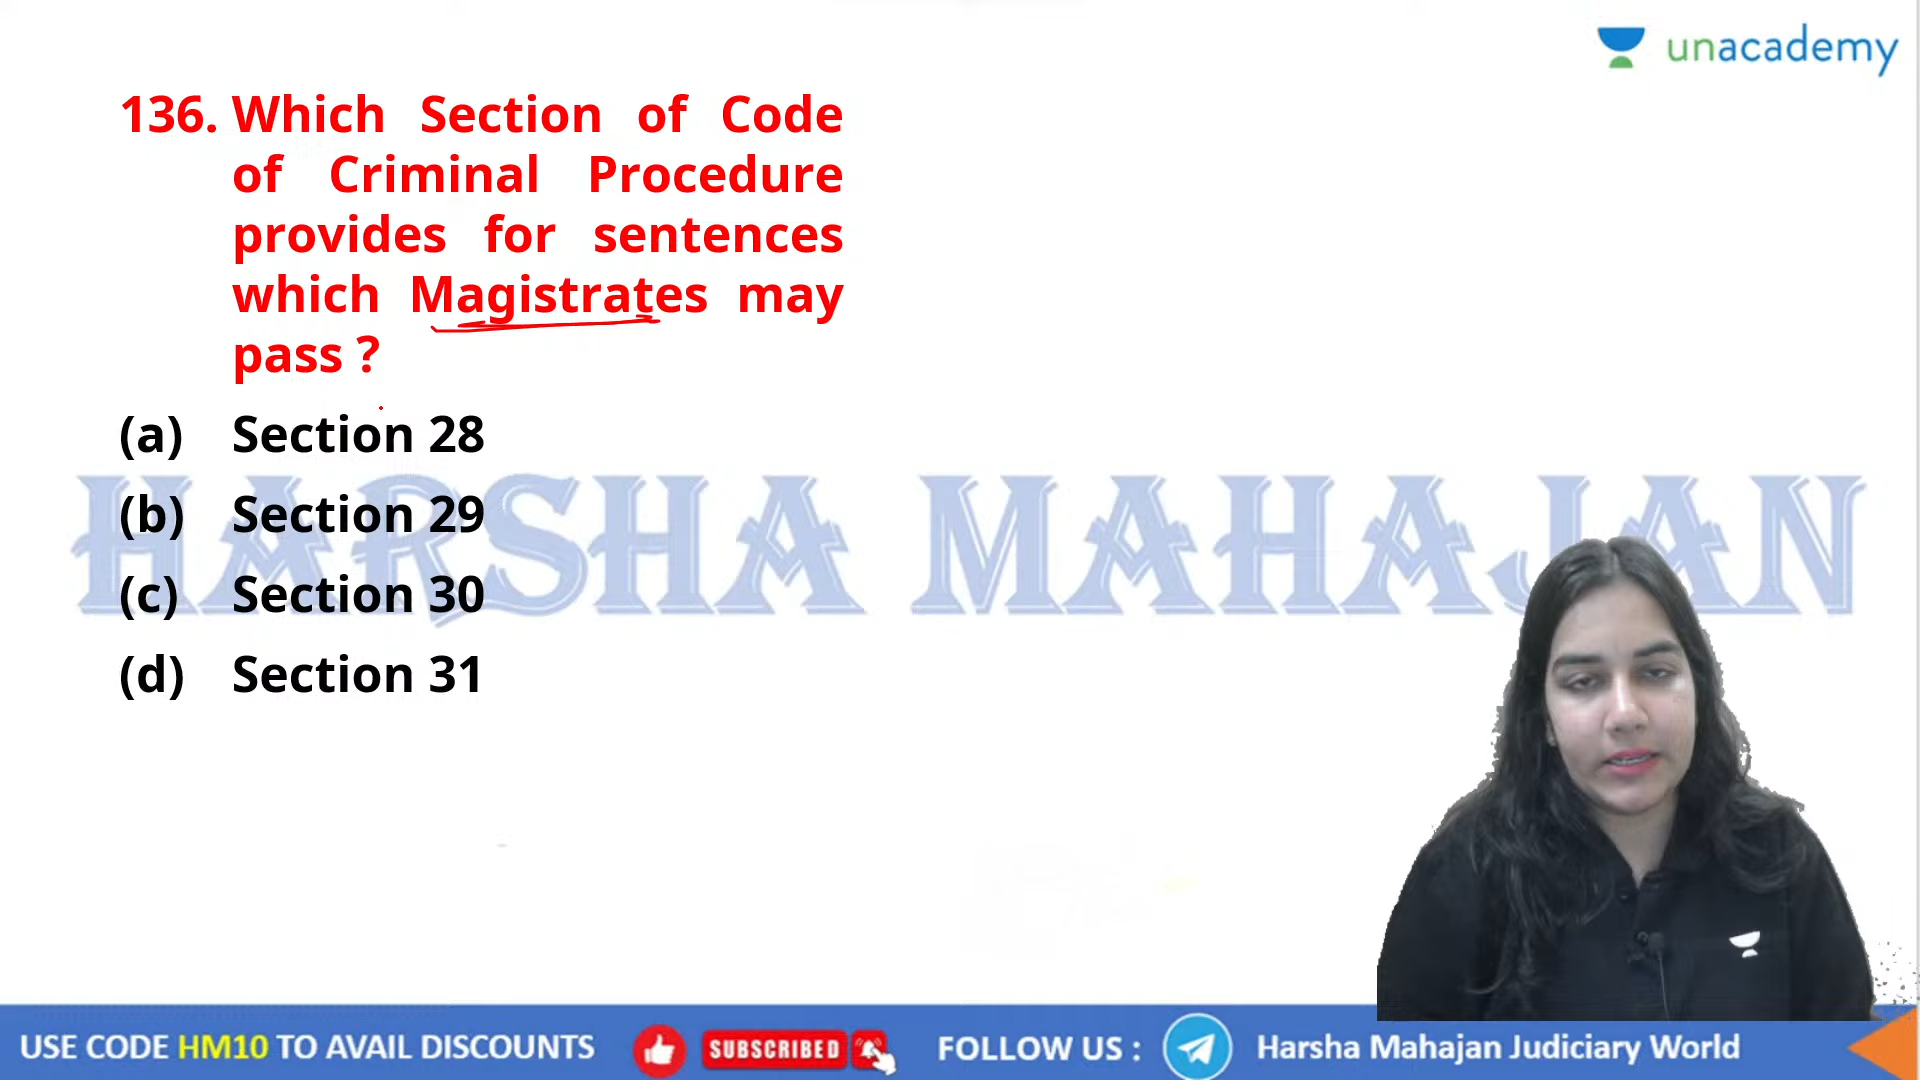 unacademy
136. Which Section of Code
of Criminal Procedure
provides for sentences
which Magistrates may
pass ?
(a) Section 28
(b) Section 29
(c) Section 30
(d) Section 31
HARSHA MAHAJAN
USE CODE HM10 TO AVAIL DISCOUNTS
SUBSCRIBED
FOLLOW US :
Harsha Mahajan Judiciary World